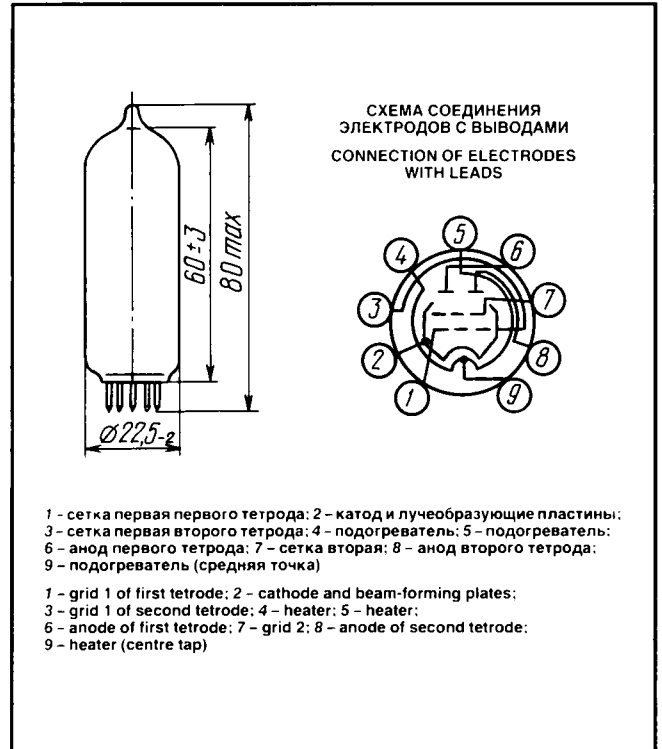 СХЕМА СОЕДИНЕНИЯ
ЭЛЕКТРОДОВ С ВЫВОДАМИ
CONNECTION OF ELECTRODES
WITH LEADS
60±3
80 max
Ø22,5-2
5
4
6
3
7
2
8
1
9
1 – сетка первая первого тетрода; 2 – катод и лучеобразующие пластины;
3 – сетка первая второго тетрода; 4 – подогреватель; 5 – подогреватель;
6 – анод первого тетрода; 7 – сетка вторая; 8 – анод второго тетрода;
9 – подогреватель (средняя точка)
1 – grid 1 of first tetrode; 2 – cathode and beam-forming plates;
3 – grid 1 of second tetrode; 4 – heater; 5 – heater;
6 – anode of first tetrode; 7 – grid 2; 8 – anode of second tetrode;
9 – heater (centre tap)